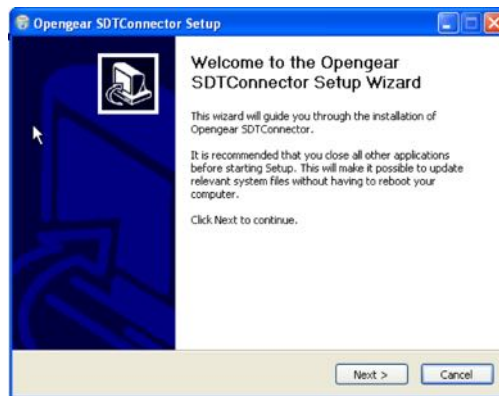 Opengear SDTConnector Setup
Welcome to the Opengear
SDTConnector Setup Wizard
This wizard will guide you through the installation of
Opengear SDTConnector.
It is recommended that you close all other applications
before starting Setup. This will make it possible to update
relevant system files without having to reboot your
computer.
Click Next to continue.
Next >
Cancel